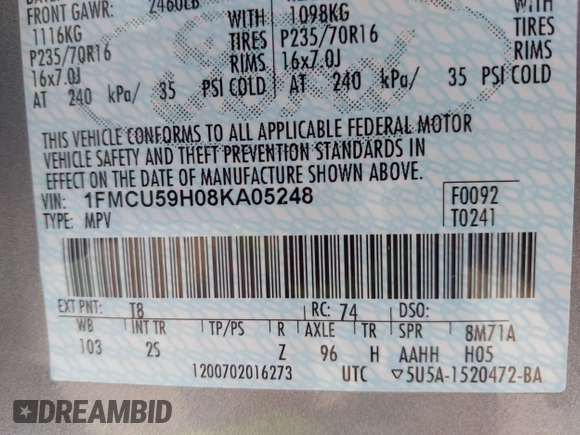 FRONT GAWR: 2460LB
1116KG WITH 1098KG WITH
P235/70R16 TIRES P235/70R16 TIRES
16x7.0J RIMS 16x7.0J RIMS
AT 240 kPa/ 35 PSI COLD AT 240 kPa/ 35 PSI COLD
THIS VEHICLE CONFORMS TO ALL APPLICABLE FEDERAL MOTOR
VEHICLE SAFETY AND THEFT PREVENTION STANDARDS IN
EFFECT ON THE DATE OF MANUFACTURE SHOWN ABOVE.
VIN: 1FMCU59H08KA05248 F0092
TYPE: MPV T0241
EXT PNT: T8 RC: 74 DSO:
WB INT TR TP/PS R AXLE TR SPR 8M71A
103 2S Z 96 H AAHH H05
1200702016273 UTC ▽5U5A-1520472-BA
DREAMBID